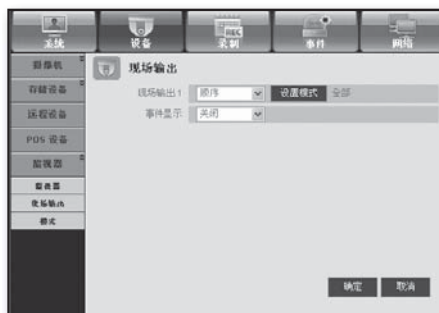 系统 设备 录制 事件 网络
REC
摄像机
存储设备
远程设备
POS 设备
监视器
监视器
现场输出
模式
现场输出
现场输出1 顺序 设置模式 全部
事件显示 关闭
确定 取消